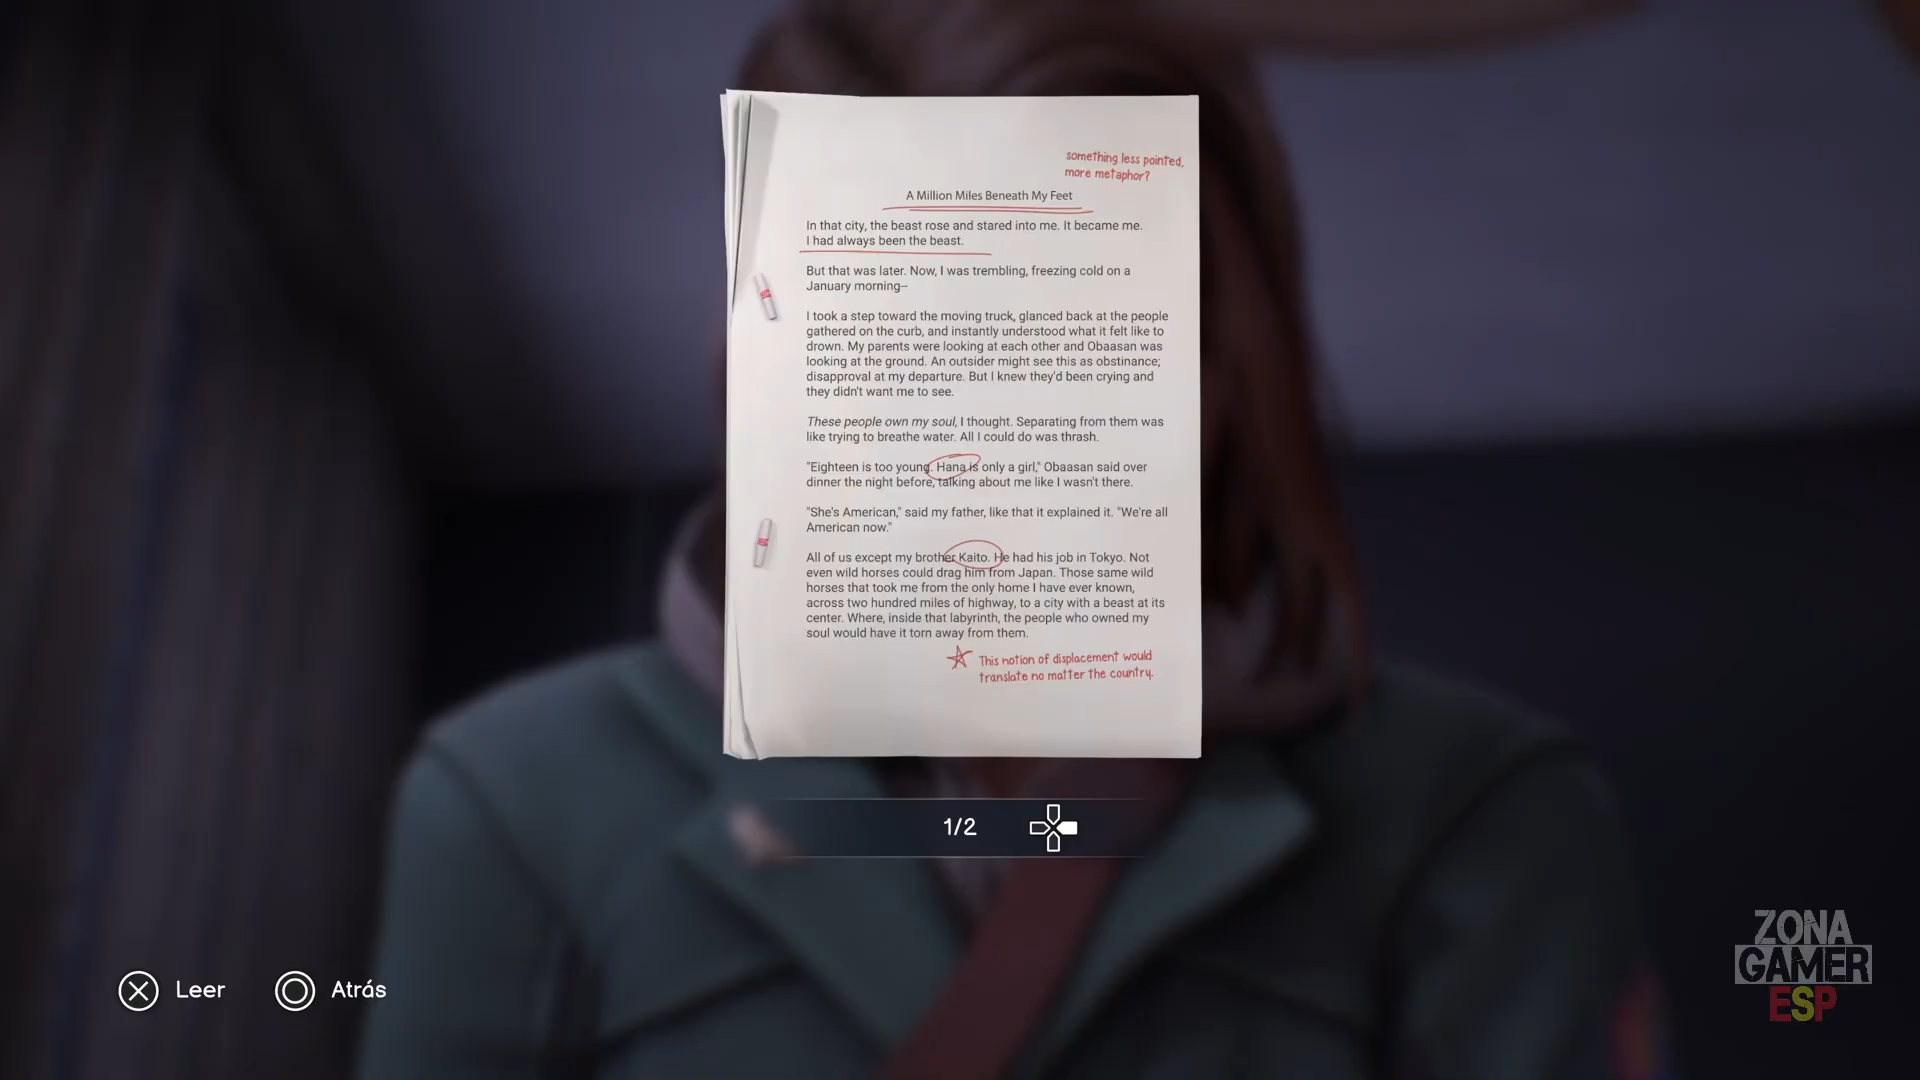 something less pointed,
more metaphor?
A Million Miles Beneath My Feet
In that city, the beast rose and stared into me. It became me.
I had always been the beast.
But that was later. Now, I was trembling, freezing cold on a
January morning--
I took a step toward the moving truck, glanced back at the people
gathered on the curb, and instantly understood what it felt like to
drown. My parents were looking at each other and Obaasan was
looking at the ground. An outsider might see this as obstinance;
disapproval at my departure. But I knew they'd been crying and
they didn't want me to see.
These people own my soul, I thought. Separating from them was
like trying to breathe water. All I could do was thrash.
"Eighteen is too young. Hana is only a girl," Obaasan said over
dinner the night before, talking about me like I wasn't there.
"She's American," said my father, like that it explained it. "We're all
American now."
All of us except my brother Kaito. He had his job in Tokyo. Not
even wild horses could drag him from Japan. Those same wild
horses that took me from the only home I have ever known,
across two hundred miles of highway, to a city with a beast at its
center. Where, inside that labyrinth, the people who owned my
soul would have it torn away from them.
This notion of displacement would
translate no matter the country.
1/2
Leer
Atrás
ZONA
GAMER
ESP